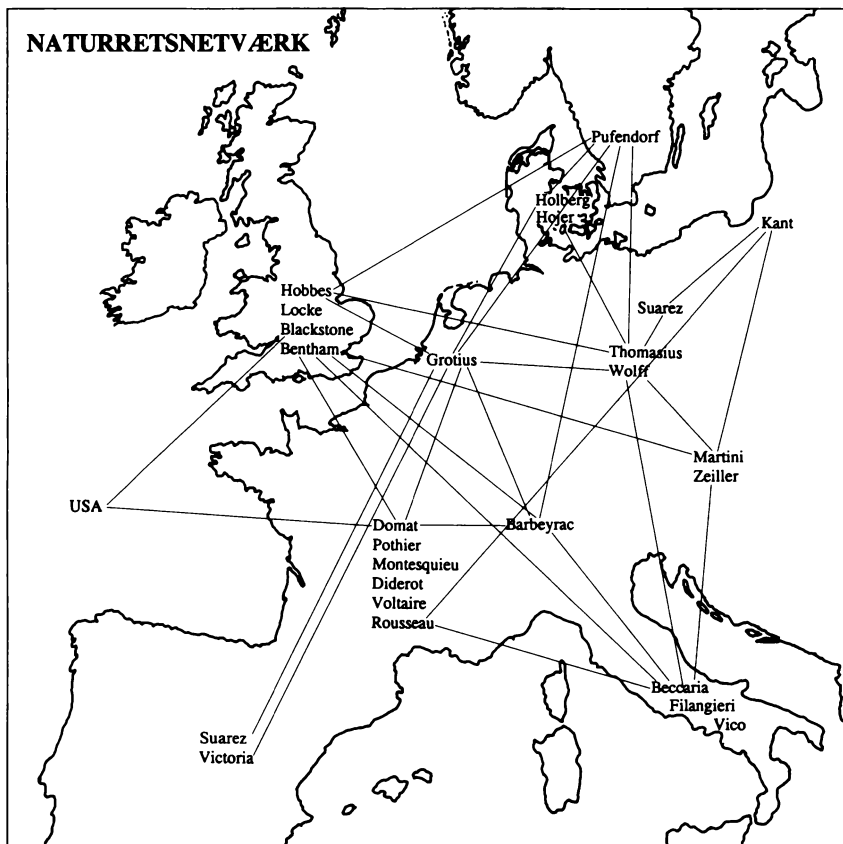 NATURRETSNETVÆRK
Pufendorf
Holberg
Hojer
Kant
Hobbes
Locke
Blackstone
Bentham
Suarez
Grotius
Thomasius
Wolff
Martini
Zeiller
USA
Domat
Pothier
Montesquieu
Diderot
Voltaire
Rousseau
Barbeyrac
Beccaria
Filangieri
Vico
Suarez
Victoria